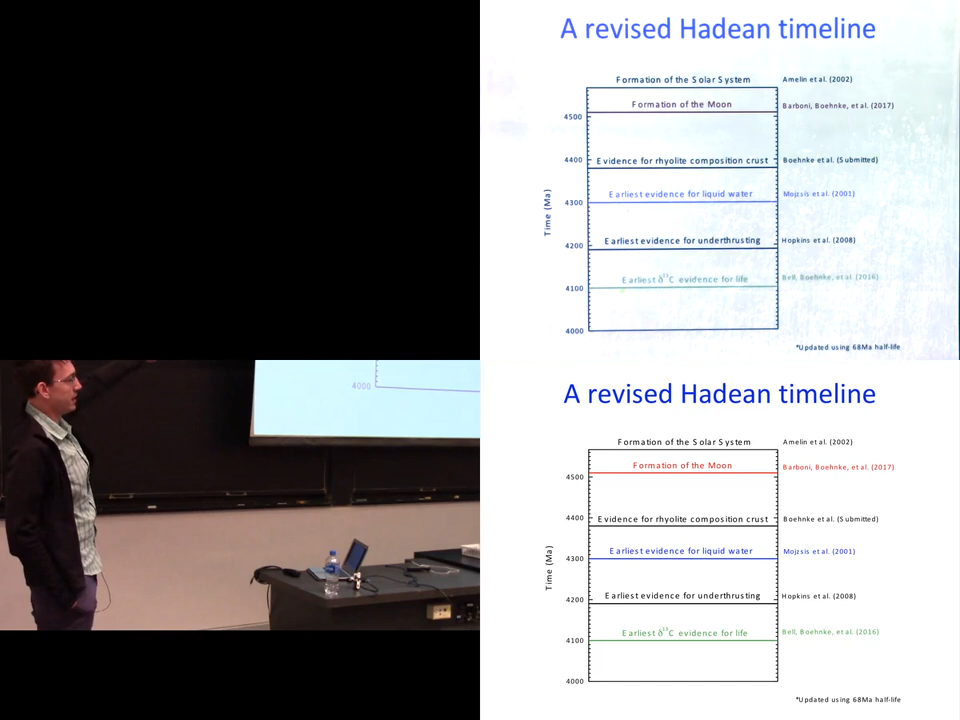 A revised Hadean timeline
Formation of the Solar System Amelin et al. (2002)
Formation of the Moon Barboni, Boehnke, et al. (2017)
4500
4400 Evidence for rhyolite composition crust Boehnke et al. (Submitted)
Earliest evidence for liquid water Mojzsis et al. (2001)
4300
Time (Ma)
4200 Earliest evidence for underthrusting Hopkins et al. (2008)
Earliest δ¹³C evidence for life Bell, Boehnke, et al. (2016)
4100
4000
*Updated using 68Ma half-life
4000
A revised Hadean timeline
Formation of the Solar System Amelin et al. (2002)
Formation of the Moon Barboni, Boehnke, et al. (2017)
4500
4400 Evidence for rhyolite composition crust Boehnke et al. (Submitted)
Earliest evidence for liquid water Mojzsis et al. (2001)
4300
Time (Ma)
4200 Earliest evidence for underthrusting Hopkins et al. (2008)
Earliest δ¹³C evidence for life Bell, Boehnke, et al. (2016)
4100
4000
*Updated using 68Ma half-life